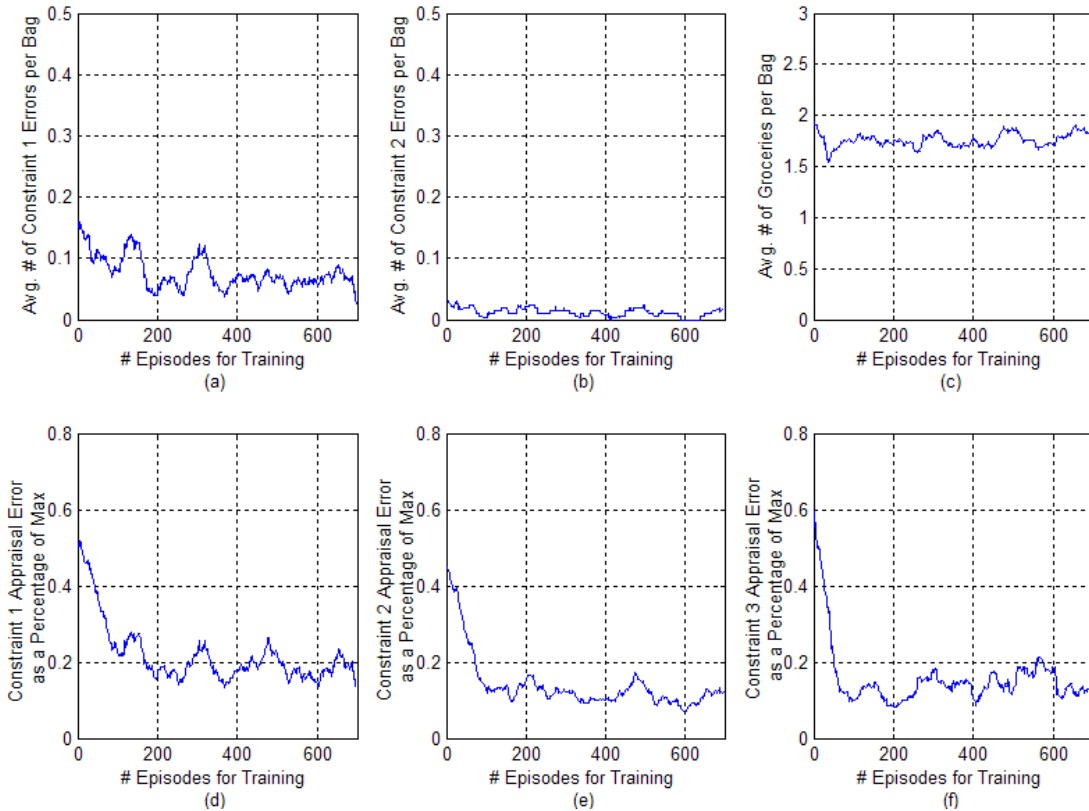 Avg. # of Constraint 1 Errors per Bag
0.5
0.4
0.3
0.2
0.1
0
0 200 400 600
# Episodes for Training
(a)
Avg. # of Constraint 2 Errors per Bag
0.5
0.4
0.3
0.2
0.1
0
0 200 400 600
# Episodes for Training
(b)
Avg. # of Groceries per Bag
3
2.5
2
1.5
1
0.5
0
0 200 400 600
# Episodes for Training
(c)
Constraint 1 Appraisal Error
as a Percentage of Max
0.8
0.6
0.4
0.2
0
0 200 400 600
# Episodes for Training
(d)
Constraint 2 Appraisal Error
as a Percentage of Max
0.8
0.6
0.4
0.2
0
0 200 400 600
# Episodes for Training
(e)
Constraint 3 Appraisal Error
as a Percentage of Max
0.8
0.6
0.4
0.2
0
0 200 400 600
# Episodes for Training
(f)